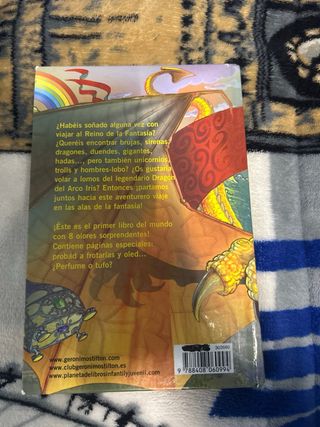 ¿Habéis soñado alguna vez con
viajar al Reino de la Fantasía?
¿Queréis encontrar brujas, sirenas,
dragones, duendes, gigantes,
hadas..., pero también unicornios,
trolls y hombres-lobo? ¿Os gustaría
volar a lomos del legendario Dragón
del Arco Iris? Entonces ¡partamos
juntos hacia este aventurero viaje
en las alas de la fantasía!
¡Éste es el primer libro del mundo
con 8 olores sorprendentes!
Contiene páginas especiales:
probad a frotarlas y oled...
¿Perfume o tufo?
www.geronimostilton.com
www.clubgeronimostilton.es
www.planetadelibrosinfantilyjuvenil.com
9 788408 060994